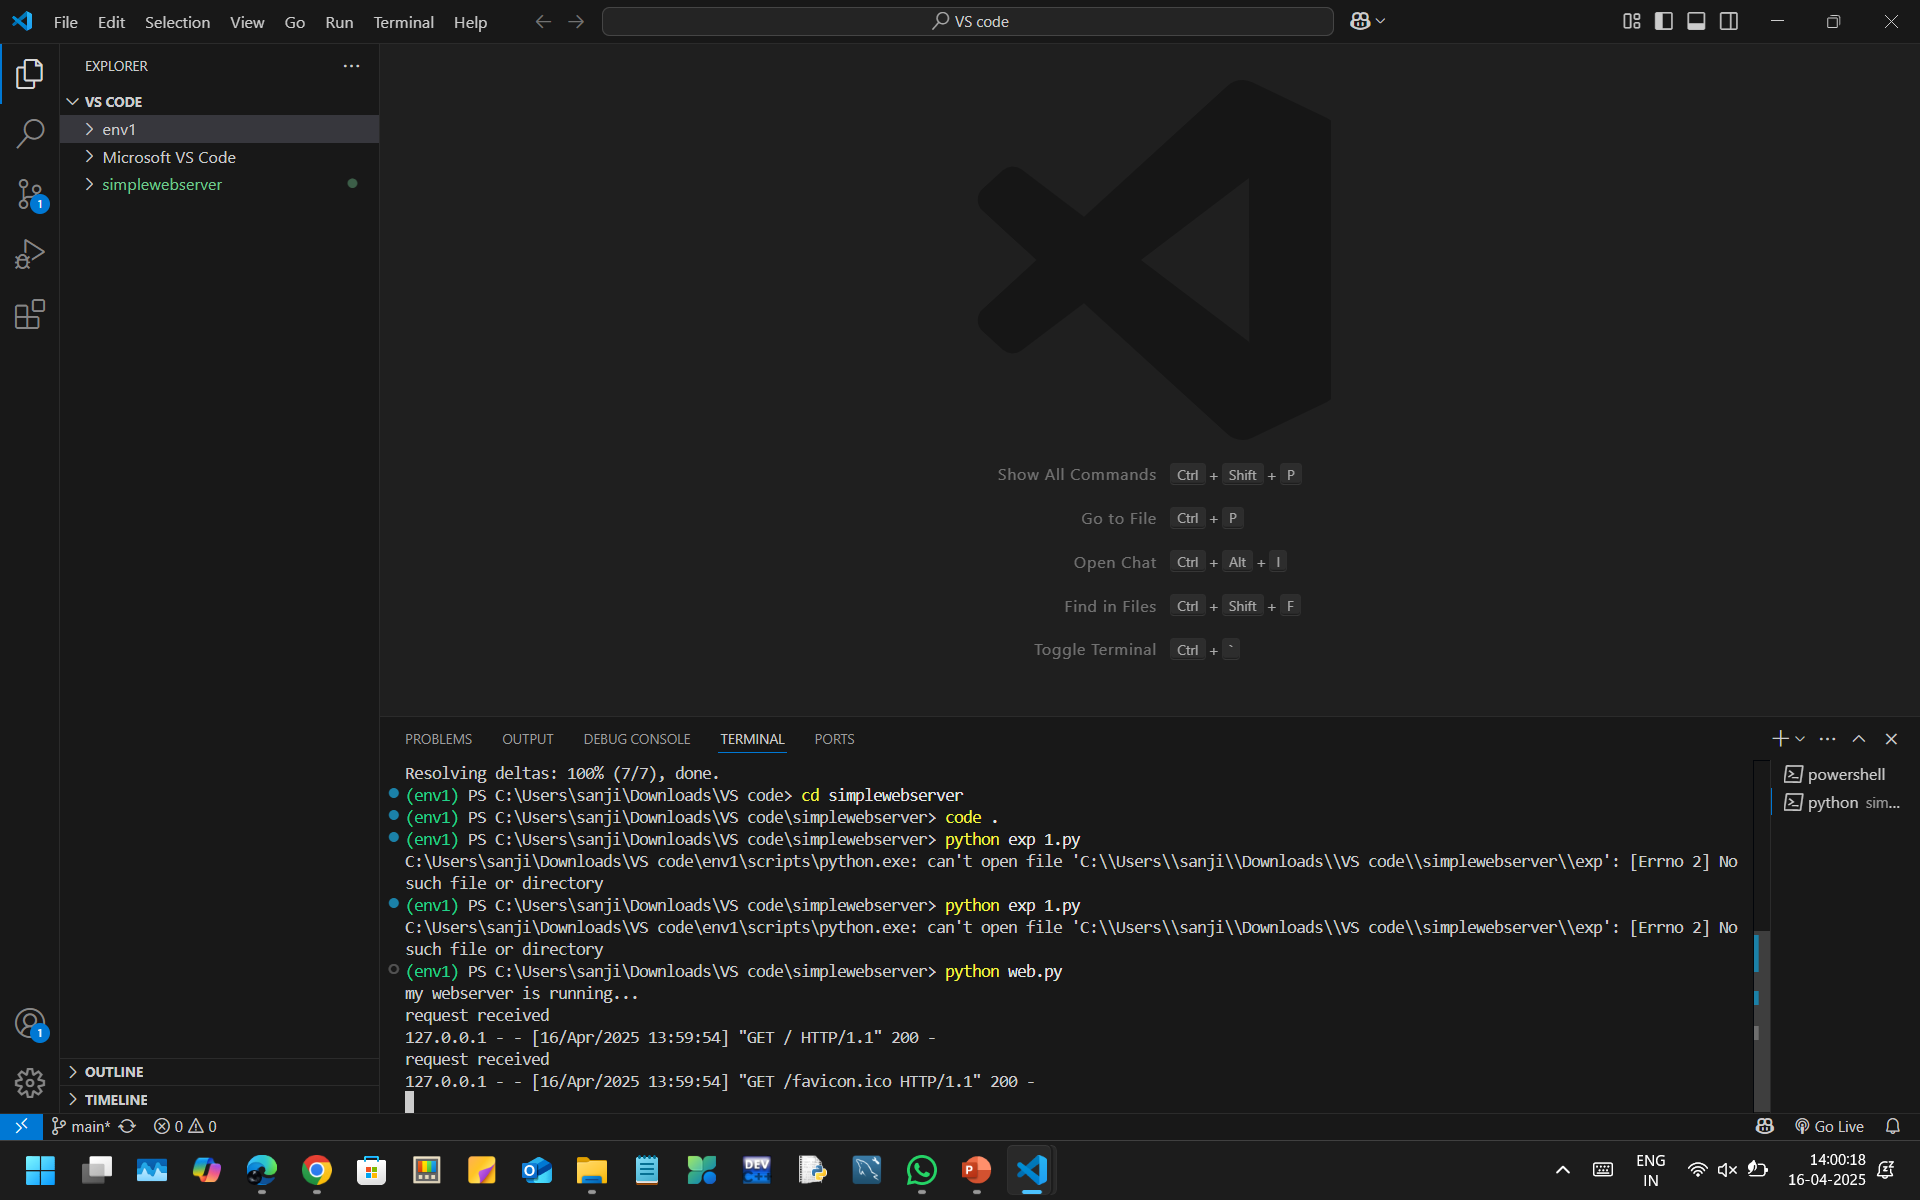 File Edit Selection View Go Run Terminal Help
VS code
EXPLORER
VS CODE
env1
Microsoft VS Code
simplewebserver
1
Show All Commands Ctrl + Shift + P
Go to File Ctrl + P
Open Chat Ctrl + Alt + I
Find in Files Ctrl + Shift + F
Toggle Terminal Ctrl + `
PROBLEMS OUTPUT DEBUG CONSOLE TERMINAL PORTS
powershell
python sim...
Resolving deltas: 100% (7/7), done.
(env1) PS C:\Users\sanji\Downloads\VS code> cd simplewebserver
(env1) PS C:\Users\sanji\Downloads\VS code\simplewebserver> code .
(env1) PS C:\Users\sanji\Downloads\VS code\simplewebserver> python exp 1.py
C:\Users\sanji\Downloads\VS code\env1\scripts\python.exe: can't open file 'C:\\Users\\sanji\\Downloads\\VS code\\simplewebserver\\exp': [Errno 2] No
such file or directory
(env1) PS C:\Users\sanji\Downloads\VS code\simplewebserver> python exp 1.py
C:\Users\sanji\Downloads\VS code\env1\scripts\python.exe: can't open file 'C:\\Users\\sanji\\Downloads\\VS code\\simplewebserver\\exp': [Errno 2] No
such file or directory
(env1) PS C:\Users\sanji\Downloads\VS code\simplewebserver> python web.py
my webserver is running...
request received
127.0.0.1 - - [16/Apr/2025 13:59:54] "GET / HTTP/1.1" 200 -
request received
127.0.0.1 - - [16/Apr/2025 13:59:54] "GET /favicon.ico HTTP/1.1" 200 -
1
OUTLINE
TIMELINE
main* 0 0
Go Live
DEV
C++
P
ENG
IN
14:00:18
16-04-2025